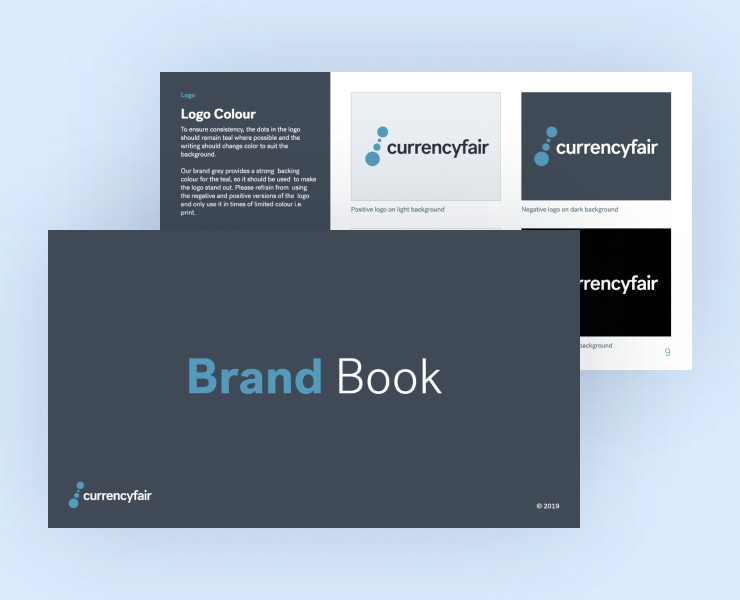 Logo
Logo Colour
To ensure consistency, the dots in the logo
should remain teal where possible and the
writing should change color to suit the
background.
Our brand grey provides a strong backing
colour for the teal, so it should be used to make
the logo stand out. Please refrain from using
the negative and positive versions of the logo
and only use it in times of limited colour i.e.
print.
currencyfair
Positive logo on light background
currencyfair
Negative logo on dark background
rencyfair
background
9
Brand Book
currencyfair
© 2019